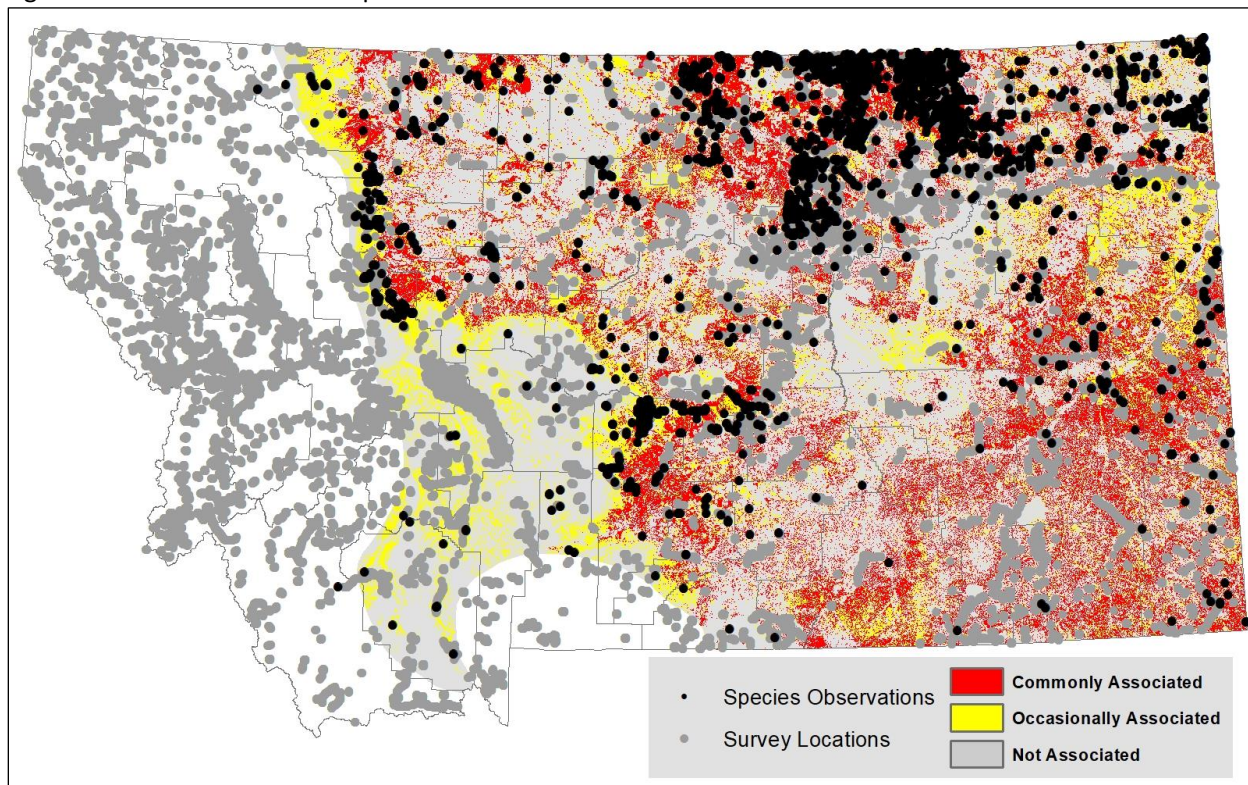 Species Observations
Survey Locations
Commonly Associated
Occasionally Associated
Not Associated